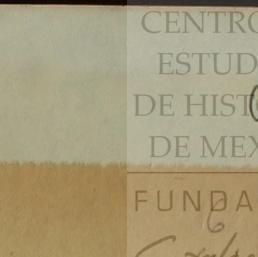 CENTRO
ESTUD
DE HIST
DE MEX
FUNDA